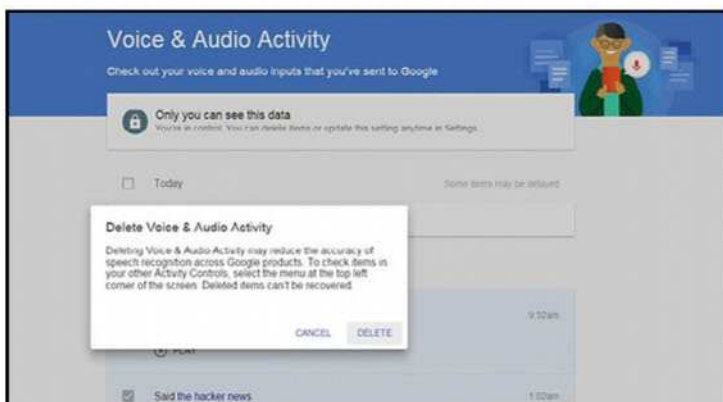 Voice & Audio Activity
Check out your voice and audio inputs that you've sent to Google
Only you can see this data
You're in control. You can delete items or update this setting anytime in Settings.
Today
Some items may be delayed
Delete Voice & Audio Activity
Deleting Voice & Audio Activity may reduce the accuracy of
speech recognition across Google products. To check items in
your other Activity Controls, select the menu at the top left
corner of the screen. Deleted items can't be recovered.
CANCEL DELETE
9:32am
PLAY
Said the hacker news
1:02am